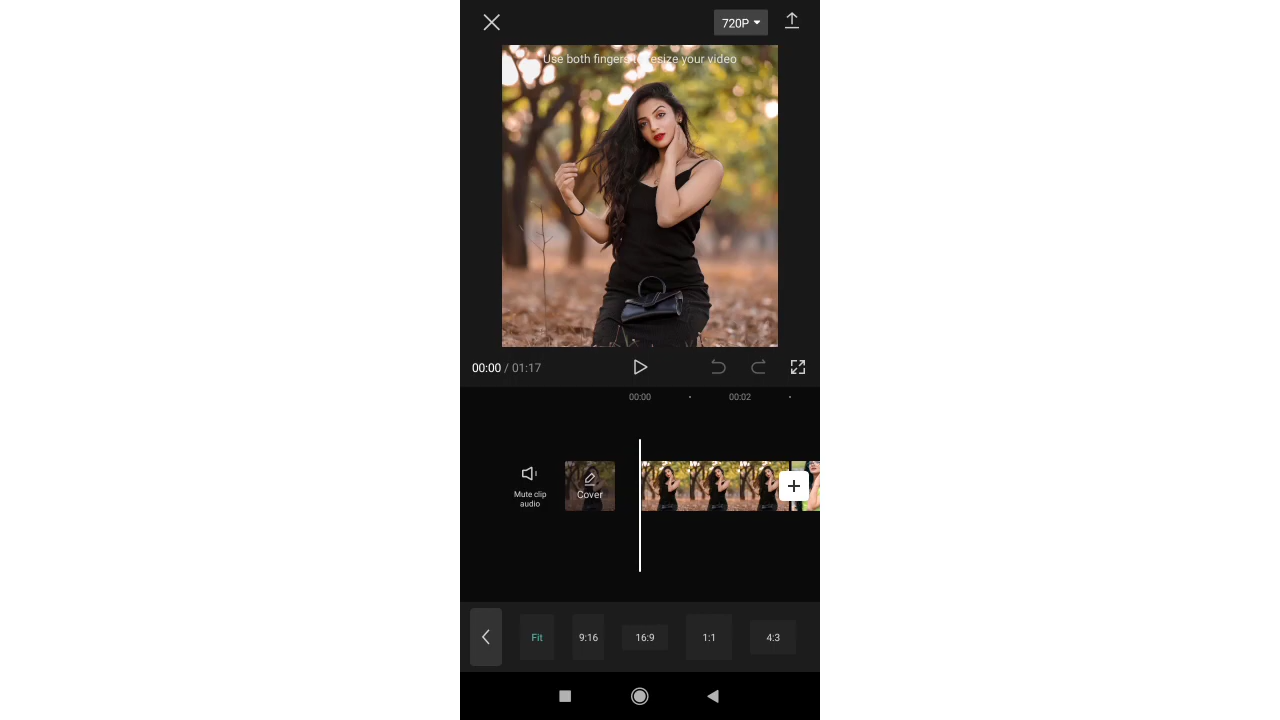 720P
Use both fingers to resize your video
00:00 / 01:17
00:00
00:02
Mute clip
audio
Cover
Fit
9:16
16:9
1:1
4:3